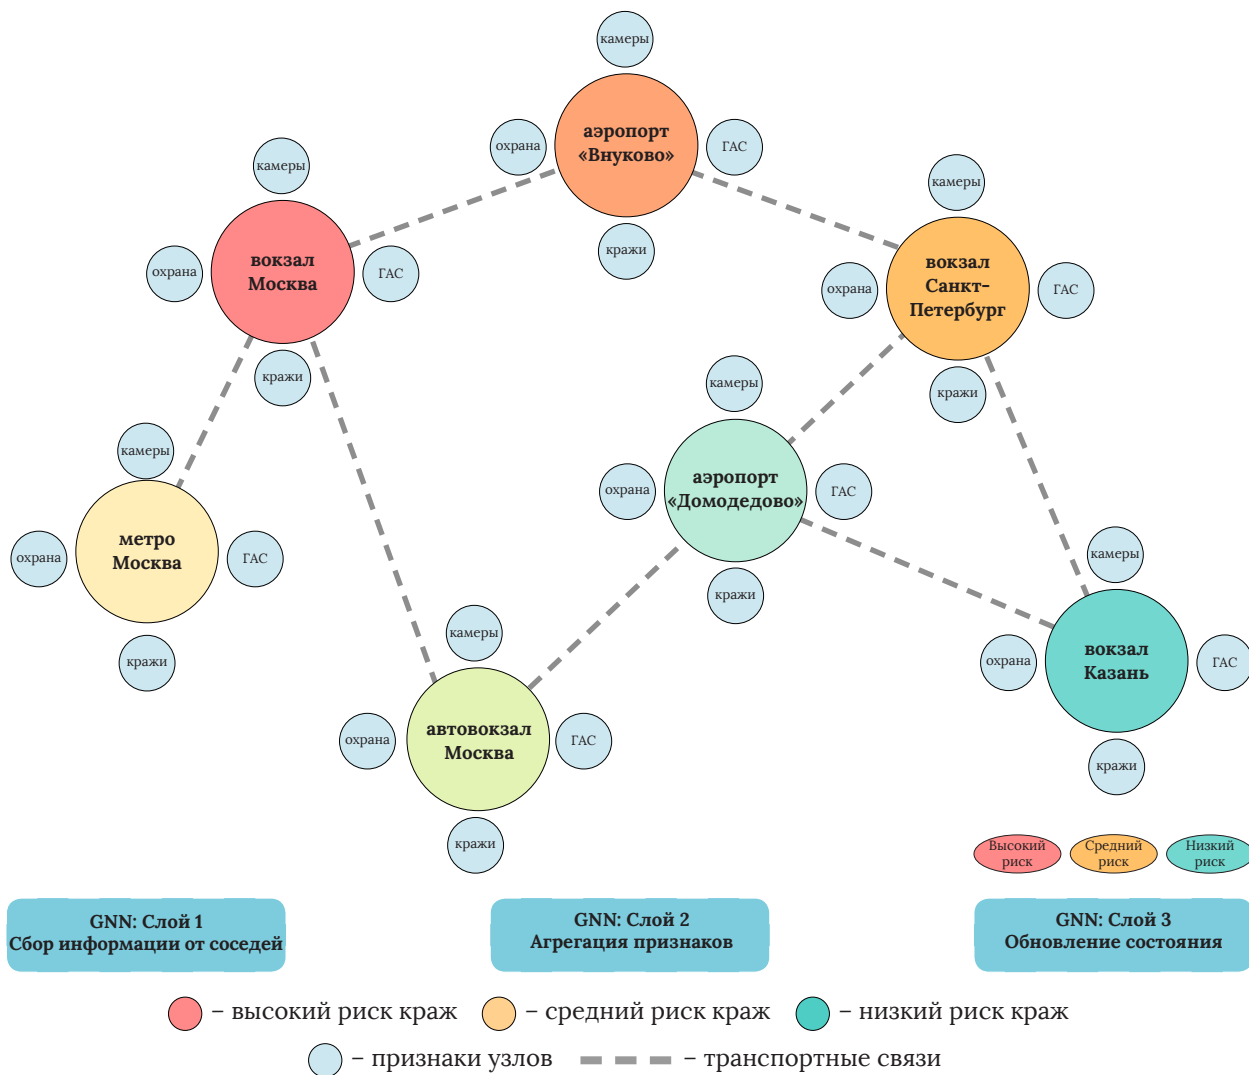 камеры
аэропорт
«Внуково»
охрана
ГАС
кражи
камеры
вокзал
Москва
охрана
ГАС
кражи
камеры
вокзал
Санкт-
Петербург
охрана
ГАС
кражи
камеры
аэропорт
«Домодедово»
охрана
ГАС
кражи
камеры
метро
Москва
охрана
ГАС
кражи
камеры
автовокзал
Москва
охрана
ГАС
кражи
камеры
вокзал
Казань
охрана
ГАС
кражи
Высокий
риск
Средний
риск
Низкий
риск
GNN: Слой 1
Сбор информации от соседей
GNN: Слой 2
Агрегация признаков
GNN: Слой 3
Обновление состояния
– высокий риск краж
– средний риск краж
– низкий риск краж
– признаки узлов
– транспортные связи